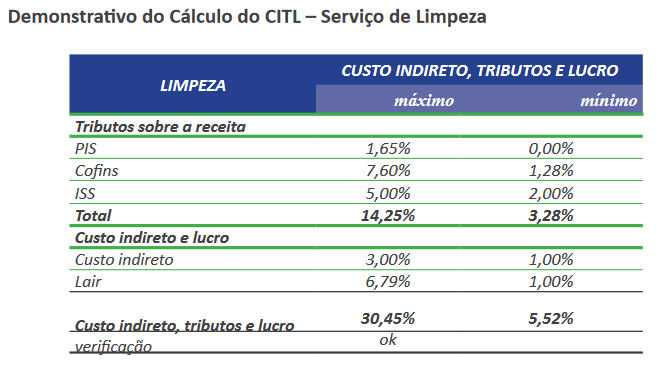 Demonstrativo do Cálculo do CITL – Serviço de Limpeza
LIMPEZA
CUSTO INDIRETO, TRIBUTOS E LUCRO
máximo mínimo
Tributos sobre a receita
PIS 1,65% 0,00%
Cofins 7,60% 1,28%
ISS 5,00% 2,00%
Total 14,25% 3,28%
Custo indireto e lucro
Custo indireto 3,00% 1,00%
Lair 6,79% 1,00%
Custo indireto, tributos e lucro 30,45% 5,52%
verificação ok